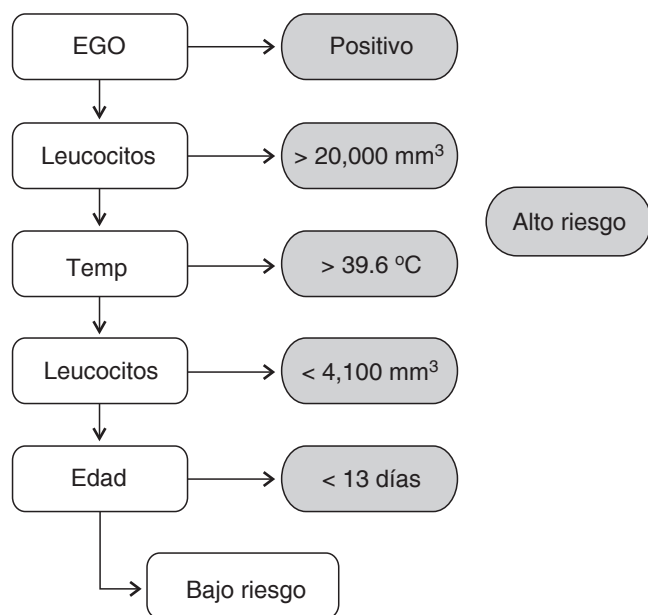 EGO
Positivo
Leucocitos
> 20,000 mm³
Alto riesgo
Temp
> 39.6 ºC
Leucocitos
< 4,100 mm³
Edad
< 13 días
Bajo riesgo